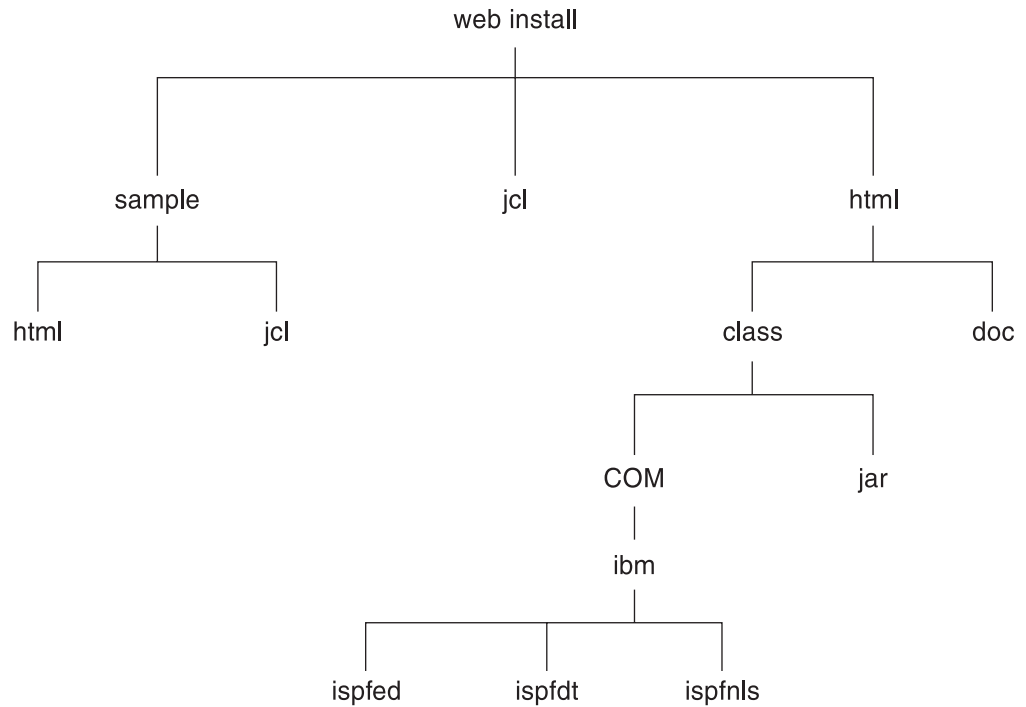 web install
sample
jcl
html
html
jcl
class
doc
COM
jar
ibm
ispfed
ispfdt
ispfnls